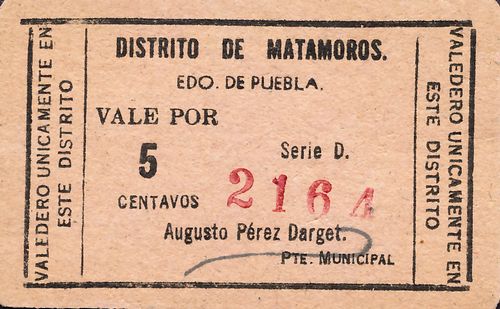 VALEDERO UNICAMENTE EN
ESTE DISTRITO
DISTRITO DE MATAMOROS.
EDO. DE PUEBLA.
VALE POR
5
Serie D.
CENTAVOS
2164
Augusto Pérez Darget.
PTE. MUNICIPAL
VALEDERO UNICAMENTE EN
ESTE DISTRITO